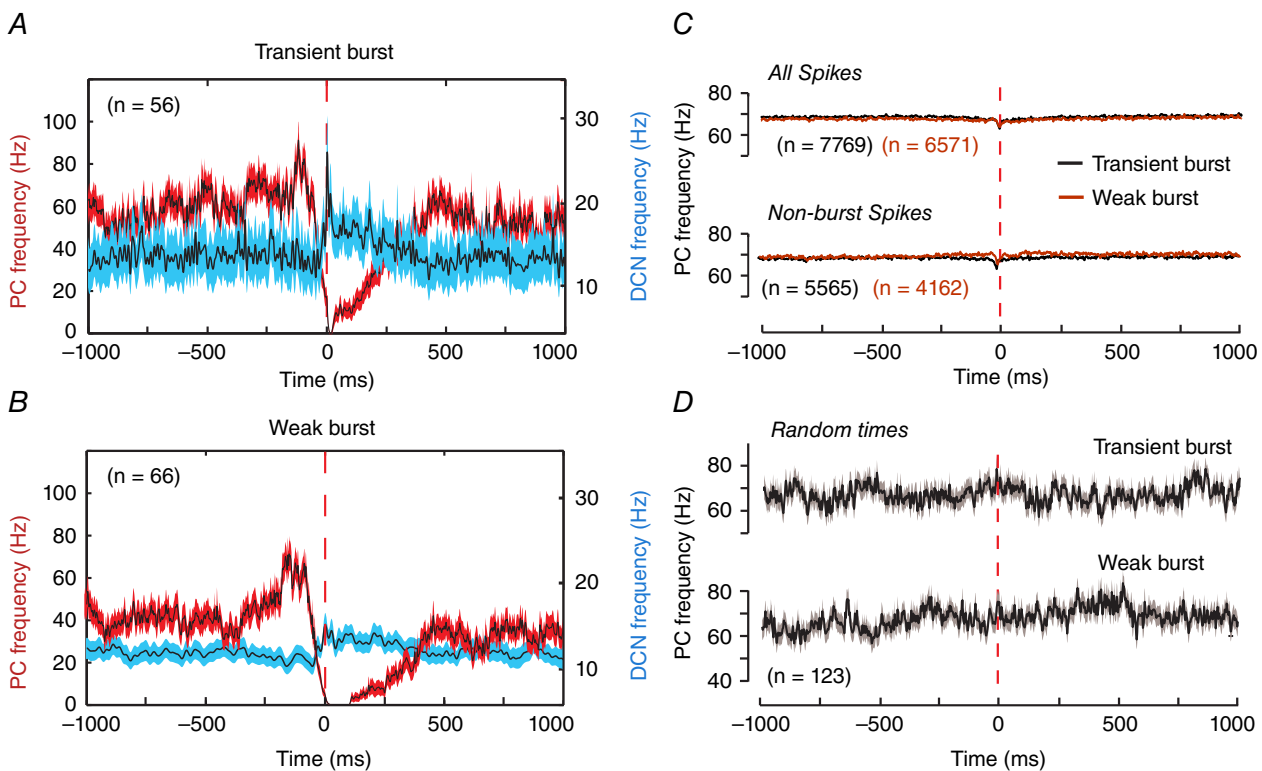 A
Transient burst
(n = 56)
PC frequency (Hz)
100
80
60
40
20
0
DCN frequency (Hz)
30
20
10
–1000
–500
0
500
1000
Time (ms)
B
Weak burst
(n = 66)
PC frequency (Hz)
100
80
60
40
20
0
DCN frequency (Hz)
30
20
10
–1000
–500
0
500
1000
Time (ms)
C
All Spikes
80
60
(n = 7769) (n = 6571)
Transient burst
Weak burst
Non-burst Spikes
80
60
(n = 5565) (n = 4162)
PC frequency (Hz)
–1000
–500
0
500
1000
Time (ms)
D
Random times
Transient burst
80
60
Weak burst
80
60
40
(n = 123)
PC frequency (Hz)
–1000
–500
0
500
1000
Time (ms)